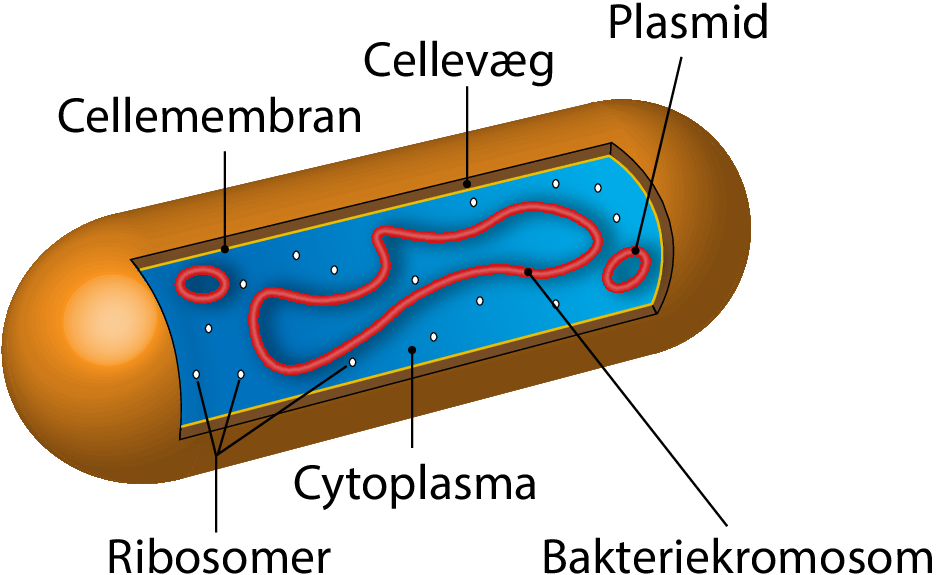 Plasmid
Cellevæg
Cellemembran
Cytoplasma
Ribosomer
Bakteriekromosom